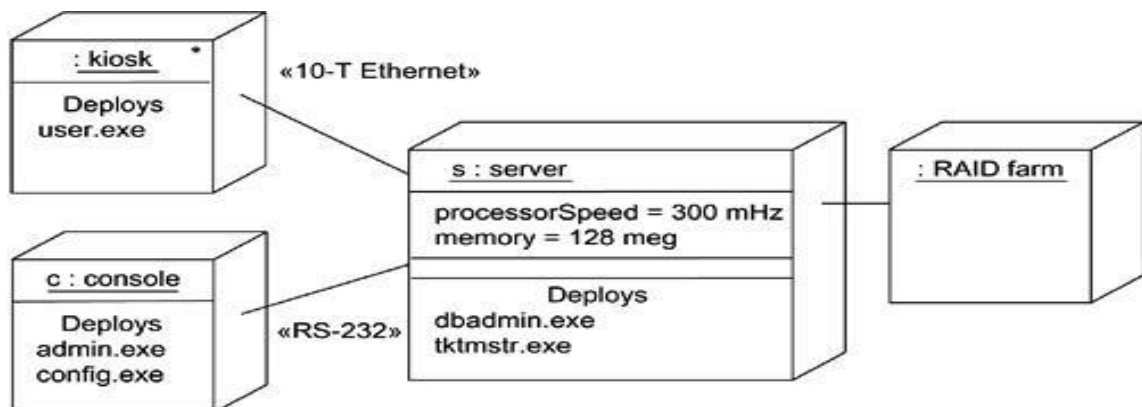 : kiosk *
Deploys
user.exe
«10-T Ethernet»
c : console
Deploys
admin.exe
config.exe
«RS-232»
s : server
processorSpeed = 300 mHz
memory = 128 meg
Deploys
dbadmin.exe
tktmstr.exe
: RAID farm